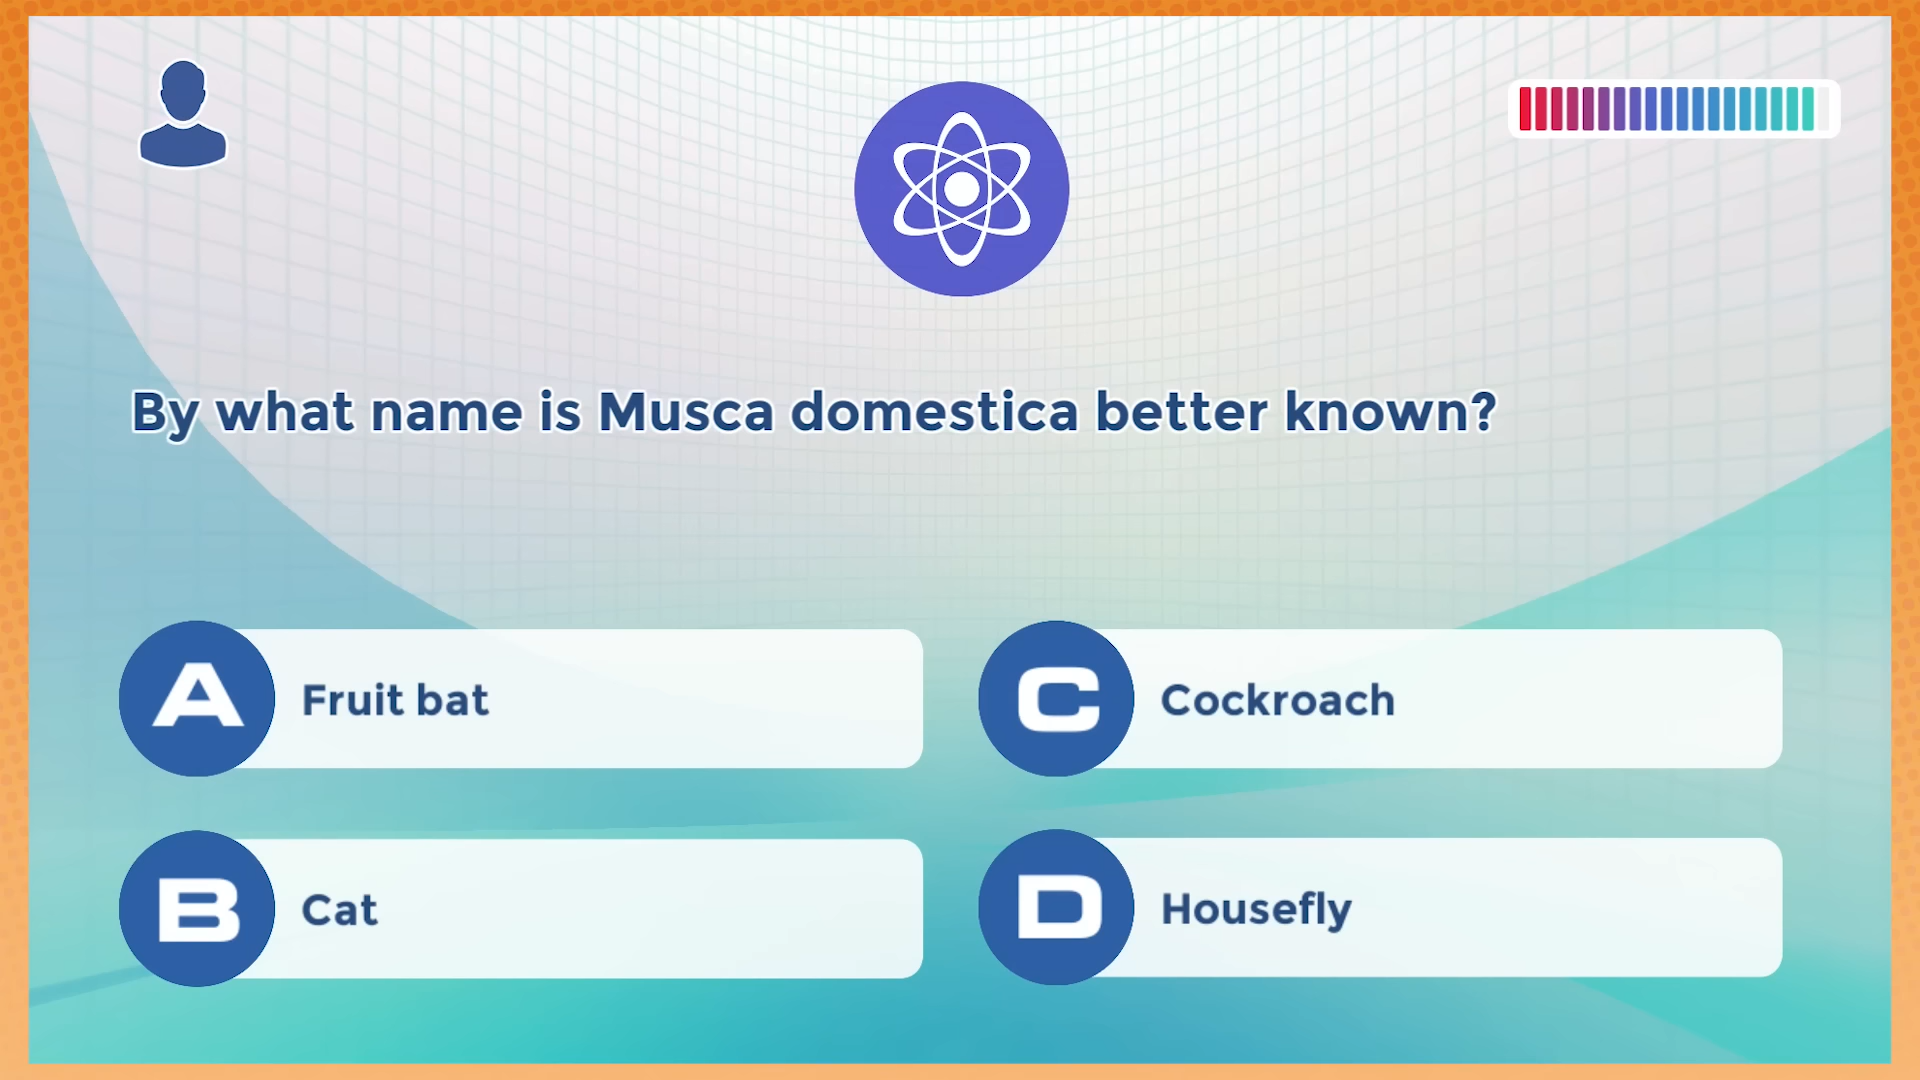 By what name is Musca domestica better known?
A Fruit bat
B Cat
C Cockroach
D Housefly